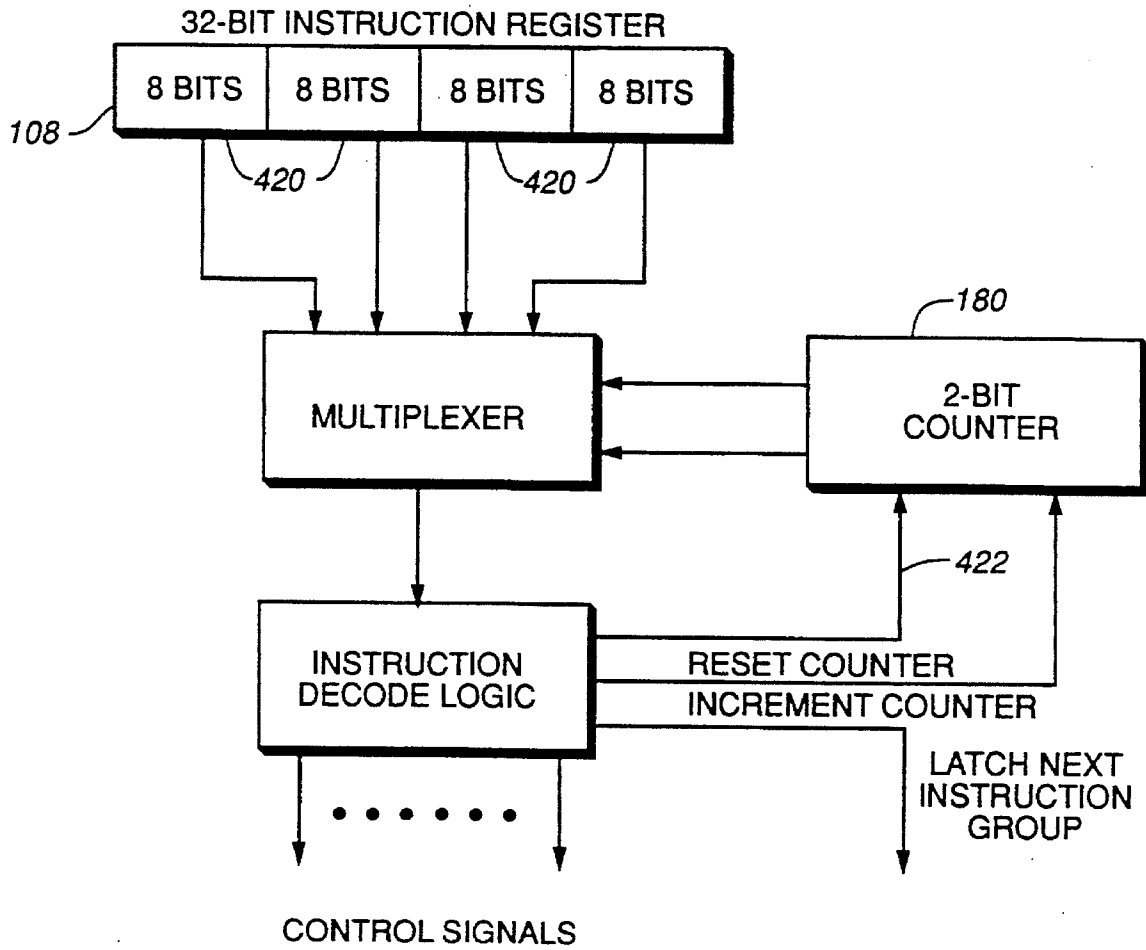 32-BIT INSTRUCTION REGISTER
8 BITS 8 BITS 8 BITS 8 BITS
108
420 420
180
MULTIPLEXER
2-BIT
COUNTER
422
INSTRUCTION
DECODE LOGIC
RESET COUNTER
INCREMENT COUNTER
LATCH NEXT
INSTRUCTION
GROUP
CONTROL SIGNALS